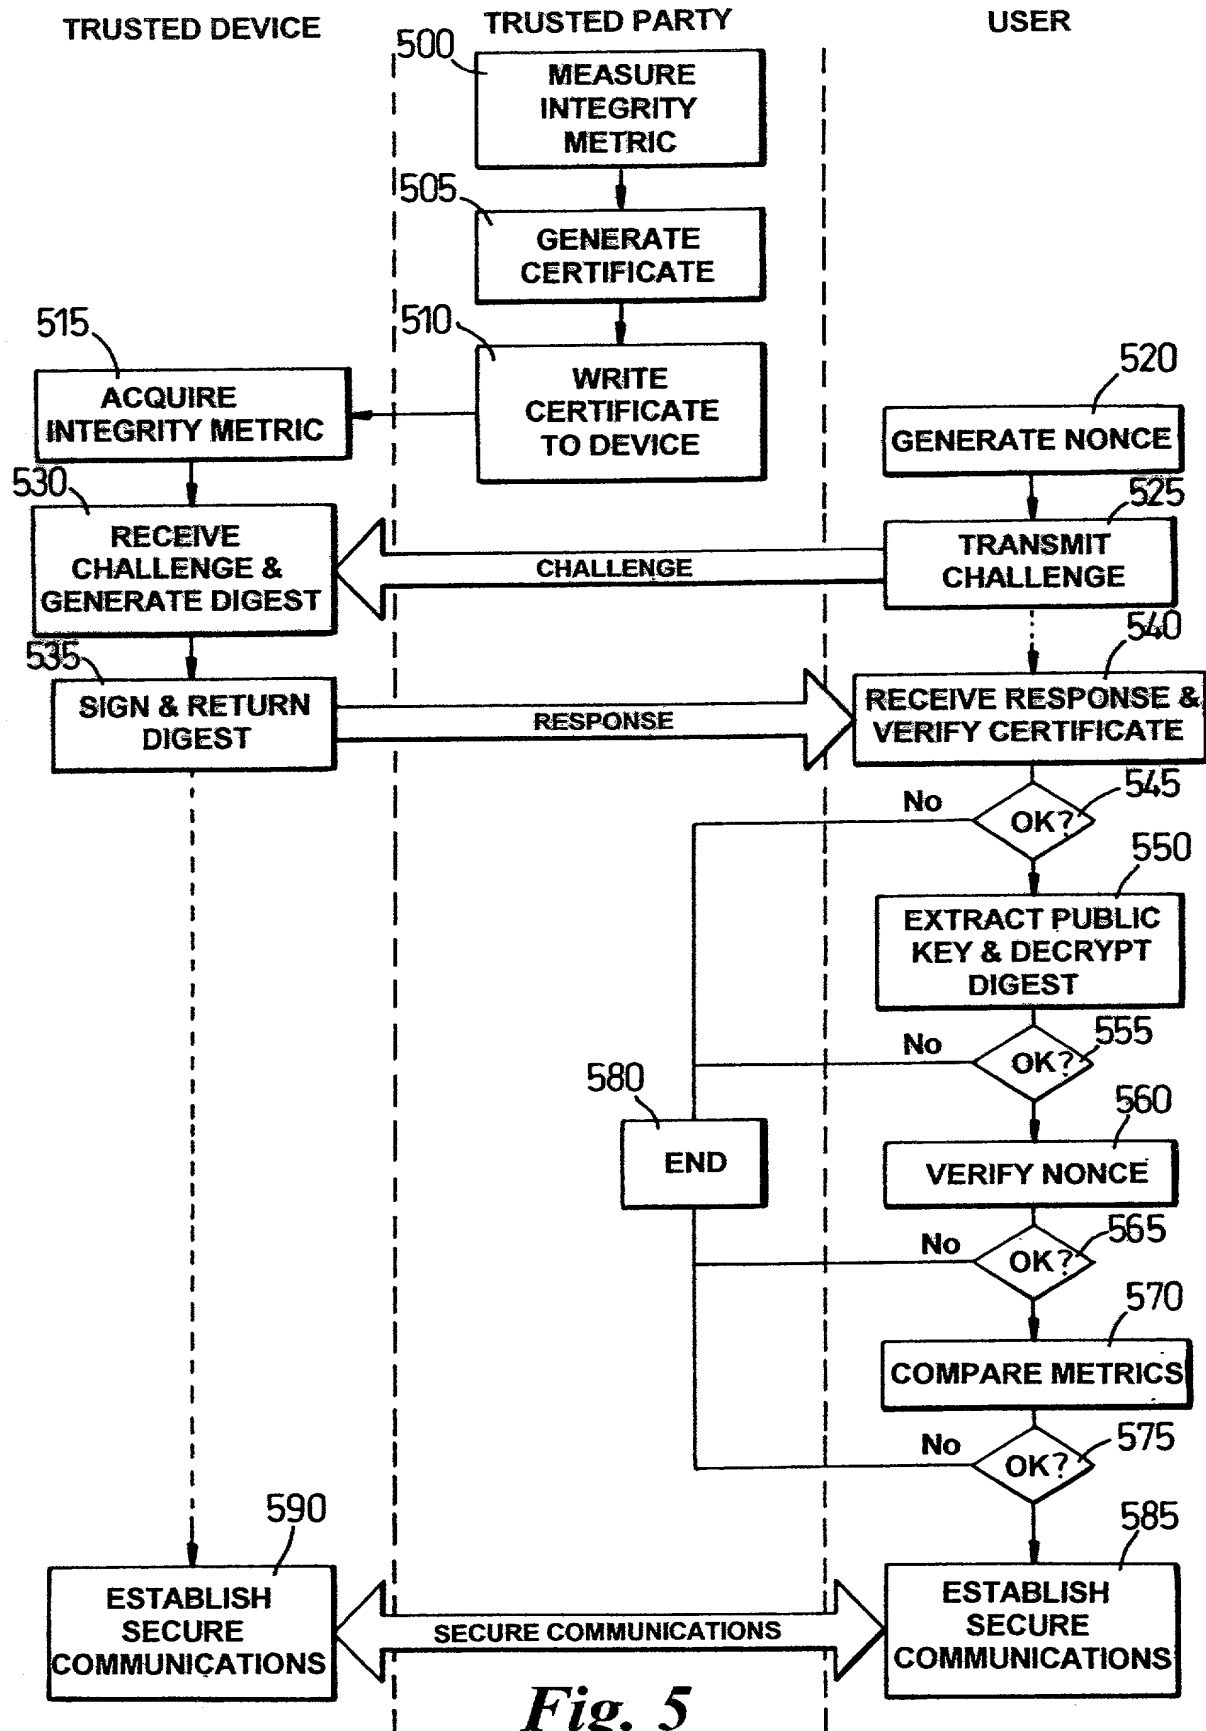 TRUSTED DEVICE
TRUSTED PARTY
USER
500
MEASURE
INTEGRITY
METRIC
505
GENERATE
CERTIFICATE
510
WRITE
CERTIFICATE
TO DEVICE
515
ACQUIRE
INTEGRITY METRIC
520
GENERATE NONCE
525
TRANSMIT
CHALLENGE
530
RECEIVE
CHALLENGE &
GENERATE DIGEST
CHALLENGE
535
SIGN & RETURN
DIGEST
RESPONSE
540
RECEIVE RESPONSE &
VERIFY CERTIFICATE
545
OK?
No
550
EXTRACT PUBLIC
KEY & DECRYPT
DIGEST
555
OK?
No
580
END
560
VERIFY NONCE
565
OK?
No
570
COMPARE METRICS
575
OK?
No
590
ESTABLISH
SECURE
COMMUNICATIONS
SECURE COMMUNICATIONS
585
ESTABLISH
SECURE
COMMUNICATIONS
Fig. 5